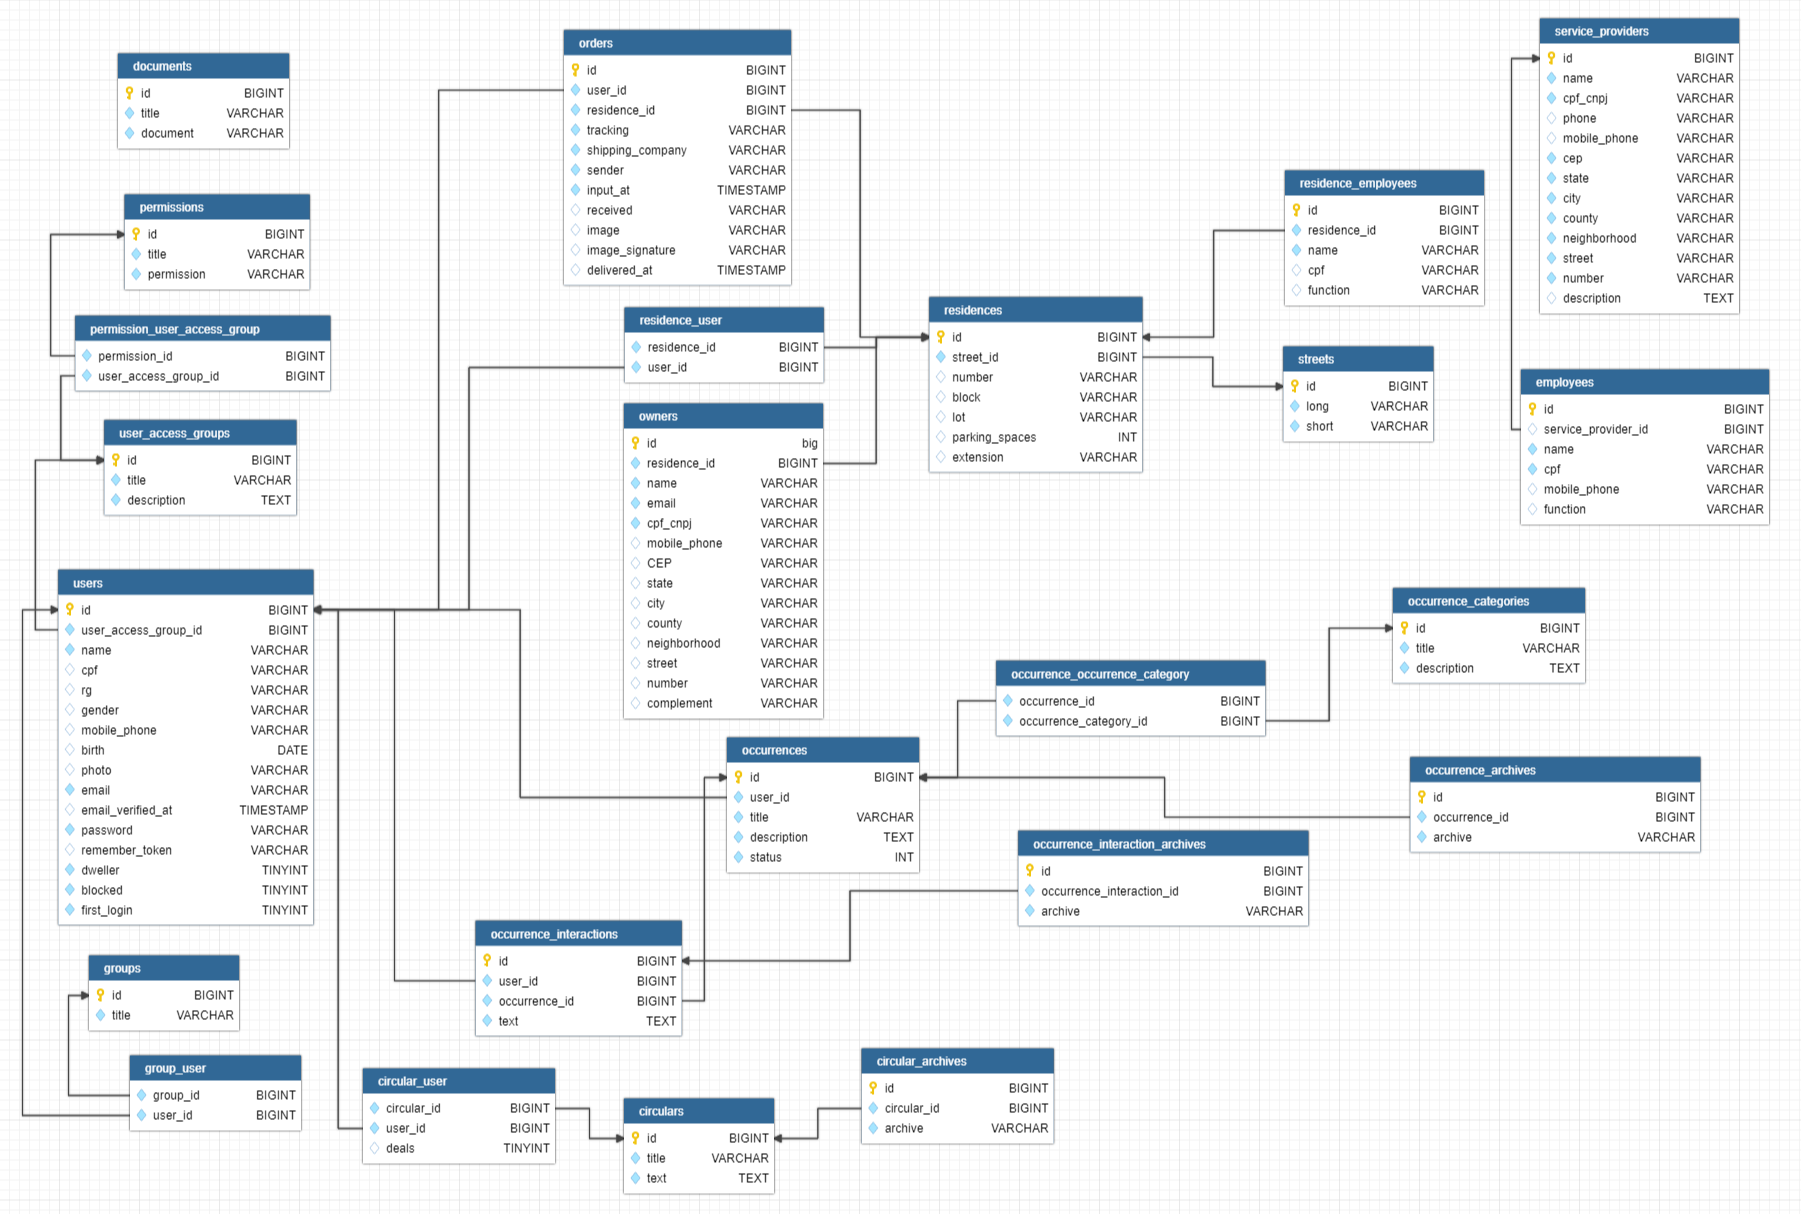 documents
id BIGINT
title VARCHAR
document VARCHAR
permissions
id BIGINT
title VARCHAR
permission VARCHAR
permission_user_access_group
permission_id BIGINT
user_access_group_id BIGINT
user_access_groups
id BIGINT
title VARCHAR
description TEXT
users
id BIGINT
user_access_group_id BIGINT
name VARCHAR
cpf VARCHAR
rg VARCHAR
gender VARCHAR
mobile_phone VARCHAR
birth DATE
photo VARCHAR
email VARCHAR
email_verified_at TIMESTAMP
password VARCHAR
remember_token VARCHAR
dweller TINYINT
blocked TINYINT
first_login TINYINT
groups
id BIGINT
title VARCHAR
group_user
group_id BIGINT
user_id BIGINT
orders
id BIGINT
user_id BIGINT
residence_id BIGINT
tracking VARCHAR
shipping_company VARCHAR
sender VARCHAR
input_at TIMESTAMP
received VARCHAR
image VARCHAR
image_signature VARCHAR
delivered_at TIMESTAMP
residence_user
residence_id BIGINT
user_id BIGINT
owners
id big
residence_id BIGINT
name VARCHAR
email VARCHAR
cpf_cnpj VARCHAR
mobile_phone VARCHAR
CEP VARCHAR
state VARCHAR
city VARCHAR
county VARCHAR
neighborhood VARCHAR
street VARCHAR
number VARCHAR
complement VARCHAR
occurrences
id BIGINT
user_id
title VARCHAR
description TEXT
status INT
occurrence_interactions
id BIGINT
user_id BIGINT
occurrence_id BIGINT
text TEXT
circular_user
circular_id BIGINT
user_id BIGINT
deals TINYINT
circulars
id BIGINT
title VARCHAR
text TEXT
circular_archives
id BIGINT
circular_id BIGINT
archive VARCHAR
residences
id BIGINT
street_id BIGINT
number VARCHAR
block VARCHAR
lot VARCHAR
parking_spaces INT
extension VARCHAR
residence_employees
id BIGINT
residence_id BIGINT
name VARCHAR
cpf VARCHAR
function VARCHAR
streets
id BIGINT
long VARCHAR
short VARCHAR
service_providers
id BIGINT
name VARCHAR
cpf_cnpj VARCHAR
phone VARCHAR
mobile_phone VARCHAR
cep VARCHAR
state VARCHAR
city VARCHAR
county VARCHAR
neighborhood VARCHAR
street VARCHAR
number VARCHAR
description TEXT
employees
id BIGINT
service_provider_id BIGINT
name VARCHAR
cpf VARCHAR
mobile_phone VARCHAR
function VARCHAR
occurrence_categories
id BIGINT
title VARCHAR
description TEXT
occurrence_occurrence_category
occurrence_id BIGINT
occurrence_category_id BIGINT
occurrence_archives
id BIGINT
occurrence_id BIGINT
archive VARCHAR
occurrence_interaction_archives
id BIGINT
occurrence_interaction_id BIGINT
archive VARCHAR